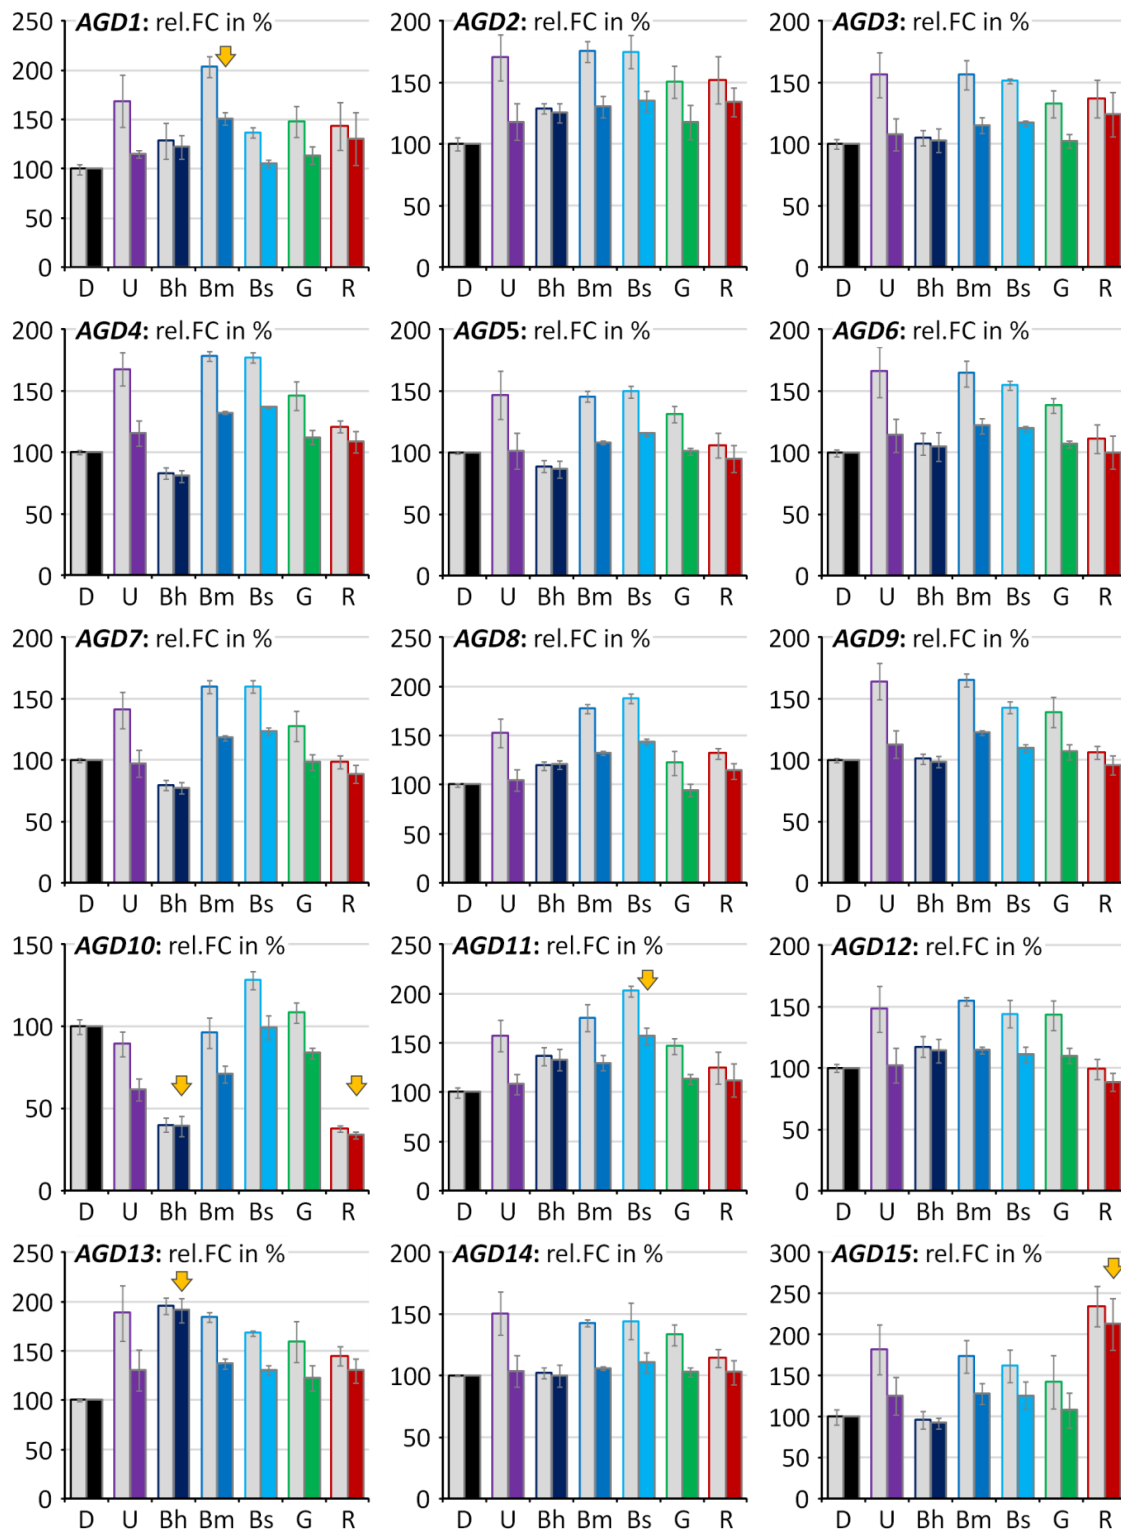 AGD1: rel.FC in %
250
200
150
100
50
0
D U Bh Bm Bs G R
AGD2: rel.FC in %
200
150
100
50
0
D U Bh Bm Bs G R
AGD3: rel.FC in %
200
150
100
50
0
D U Bh Bm Bs G R
AGD4: rel.FC in %
200
150
100
50
0
D U Bh Bm Bs G R
AGD5: rel.FC in %
200
150
100
50
0
D U Bh Bm Bs G R
AGD6: rel.FC in %
200
150
100
50
0
D U Bh Bm Bs G R
AGD7: rel.FC in %
200
150
100
50
0
D U Bh Bm Bs G R
AGD8: rel.FC in %
250
200
150
100
50
0
D U Bh Bm Bs G R
AGD9: rel.FC in %
200
150
100
50
0
D U Bh Bm Bs G R
AGD10: rel.FC in %
150
100
50
0
D U Bh Bm Bs G R
AGD11: rel.FC in %
250
200
150
100
50
0
D U Bh Bm Bs G R
AGD12: rel.FC in %
200
150
100
50
0
D U Bh Bm Bs G R
AGD13: rel.FC in %
250
200
150
100
50
0
D U Bh Bm Bs G R
AGD14: rel.FC in %
200
150
100
50
0
D U Bh Bm Bs G R
AGD15: rel.FC in %
300
250
200
150
100
50
0
D U Bh Bm Bs G R